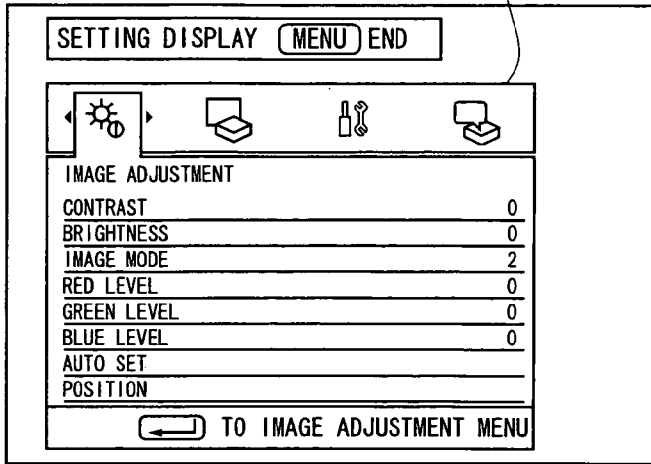 SETTING DISPLAY MENU END
IMAGE ADJUSTMENT
CONTRAST 0
BRIGHTNESS 0
IMAGE MODE 2
RED LEVEL 0
GREEN LEVEL 0
BLUE LEVEL 0
AUTO SET
POSITION
TO IMAGE ADJUSTMENT MENU